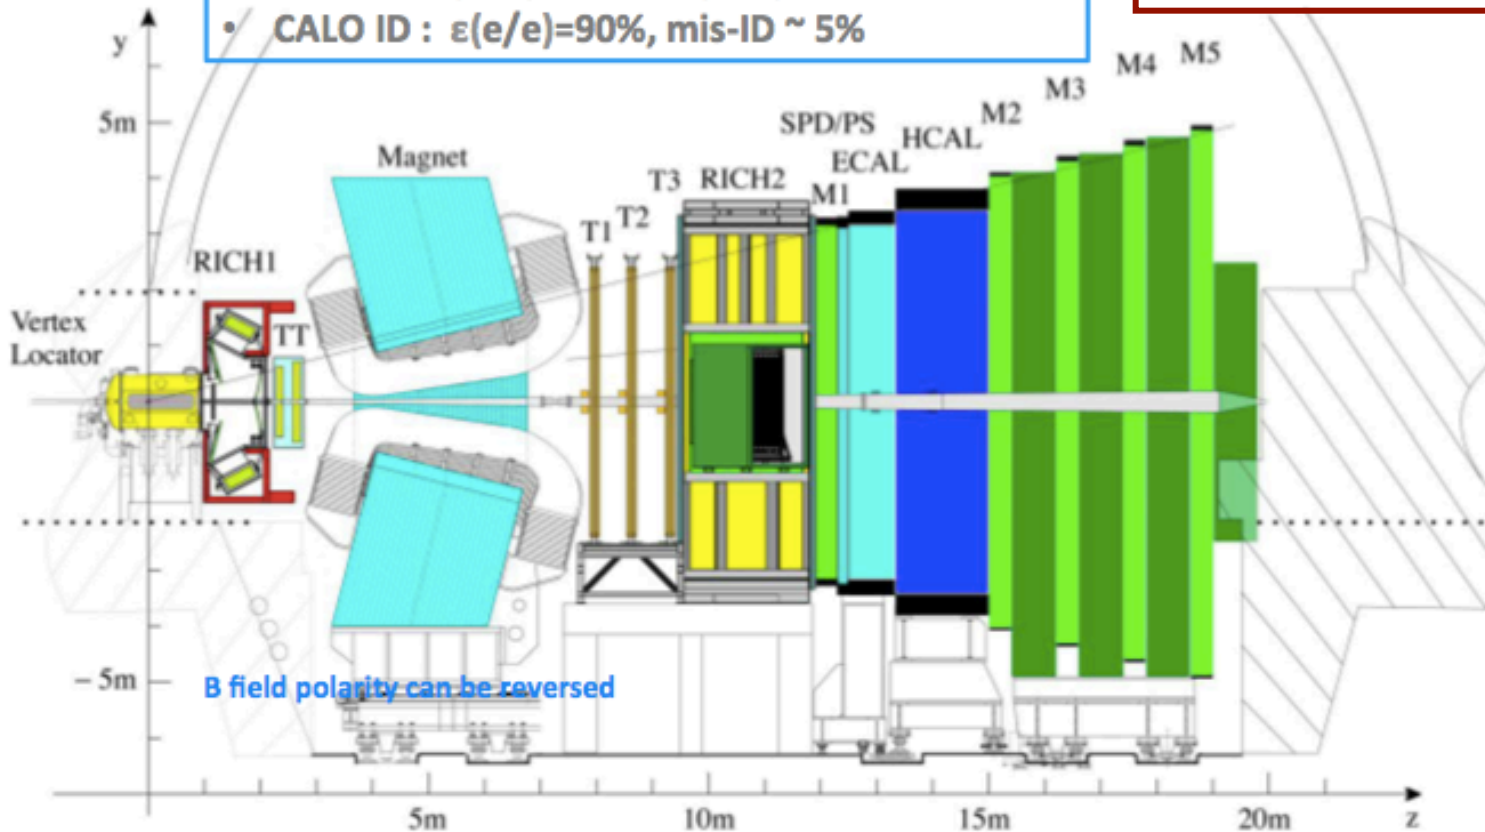 • CALO ID : ε(e/e)=90%, mis-ID ~ 5%
y
M5
M4
M3
M2
5m
SPD/PS
HCAL
ECAL
Magnet
T3 RICH2
M1
T2
T1
RICH1
Vertex
Locator
TT
– 5m
B field polarity can be reversed
5m 10m 15m 20m z